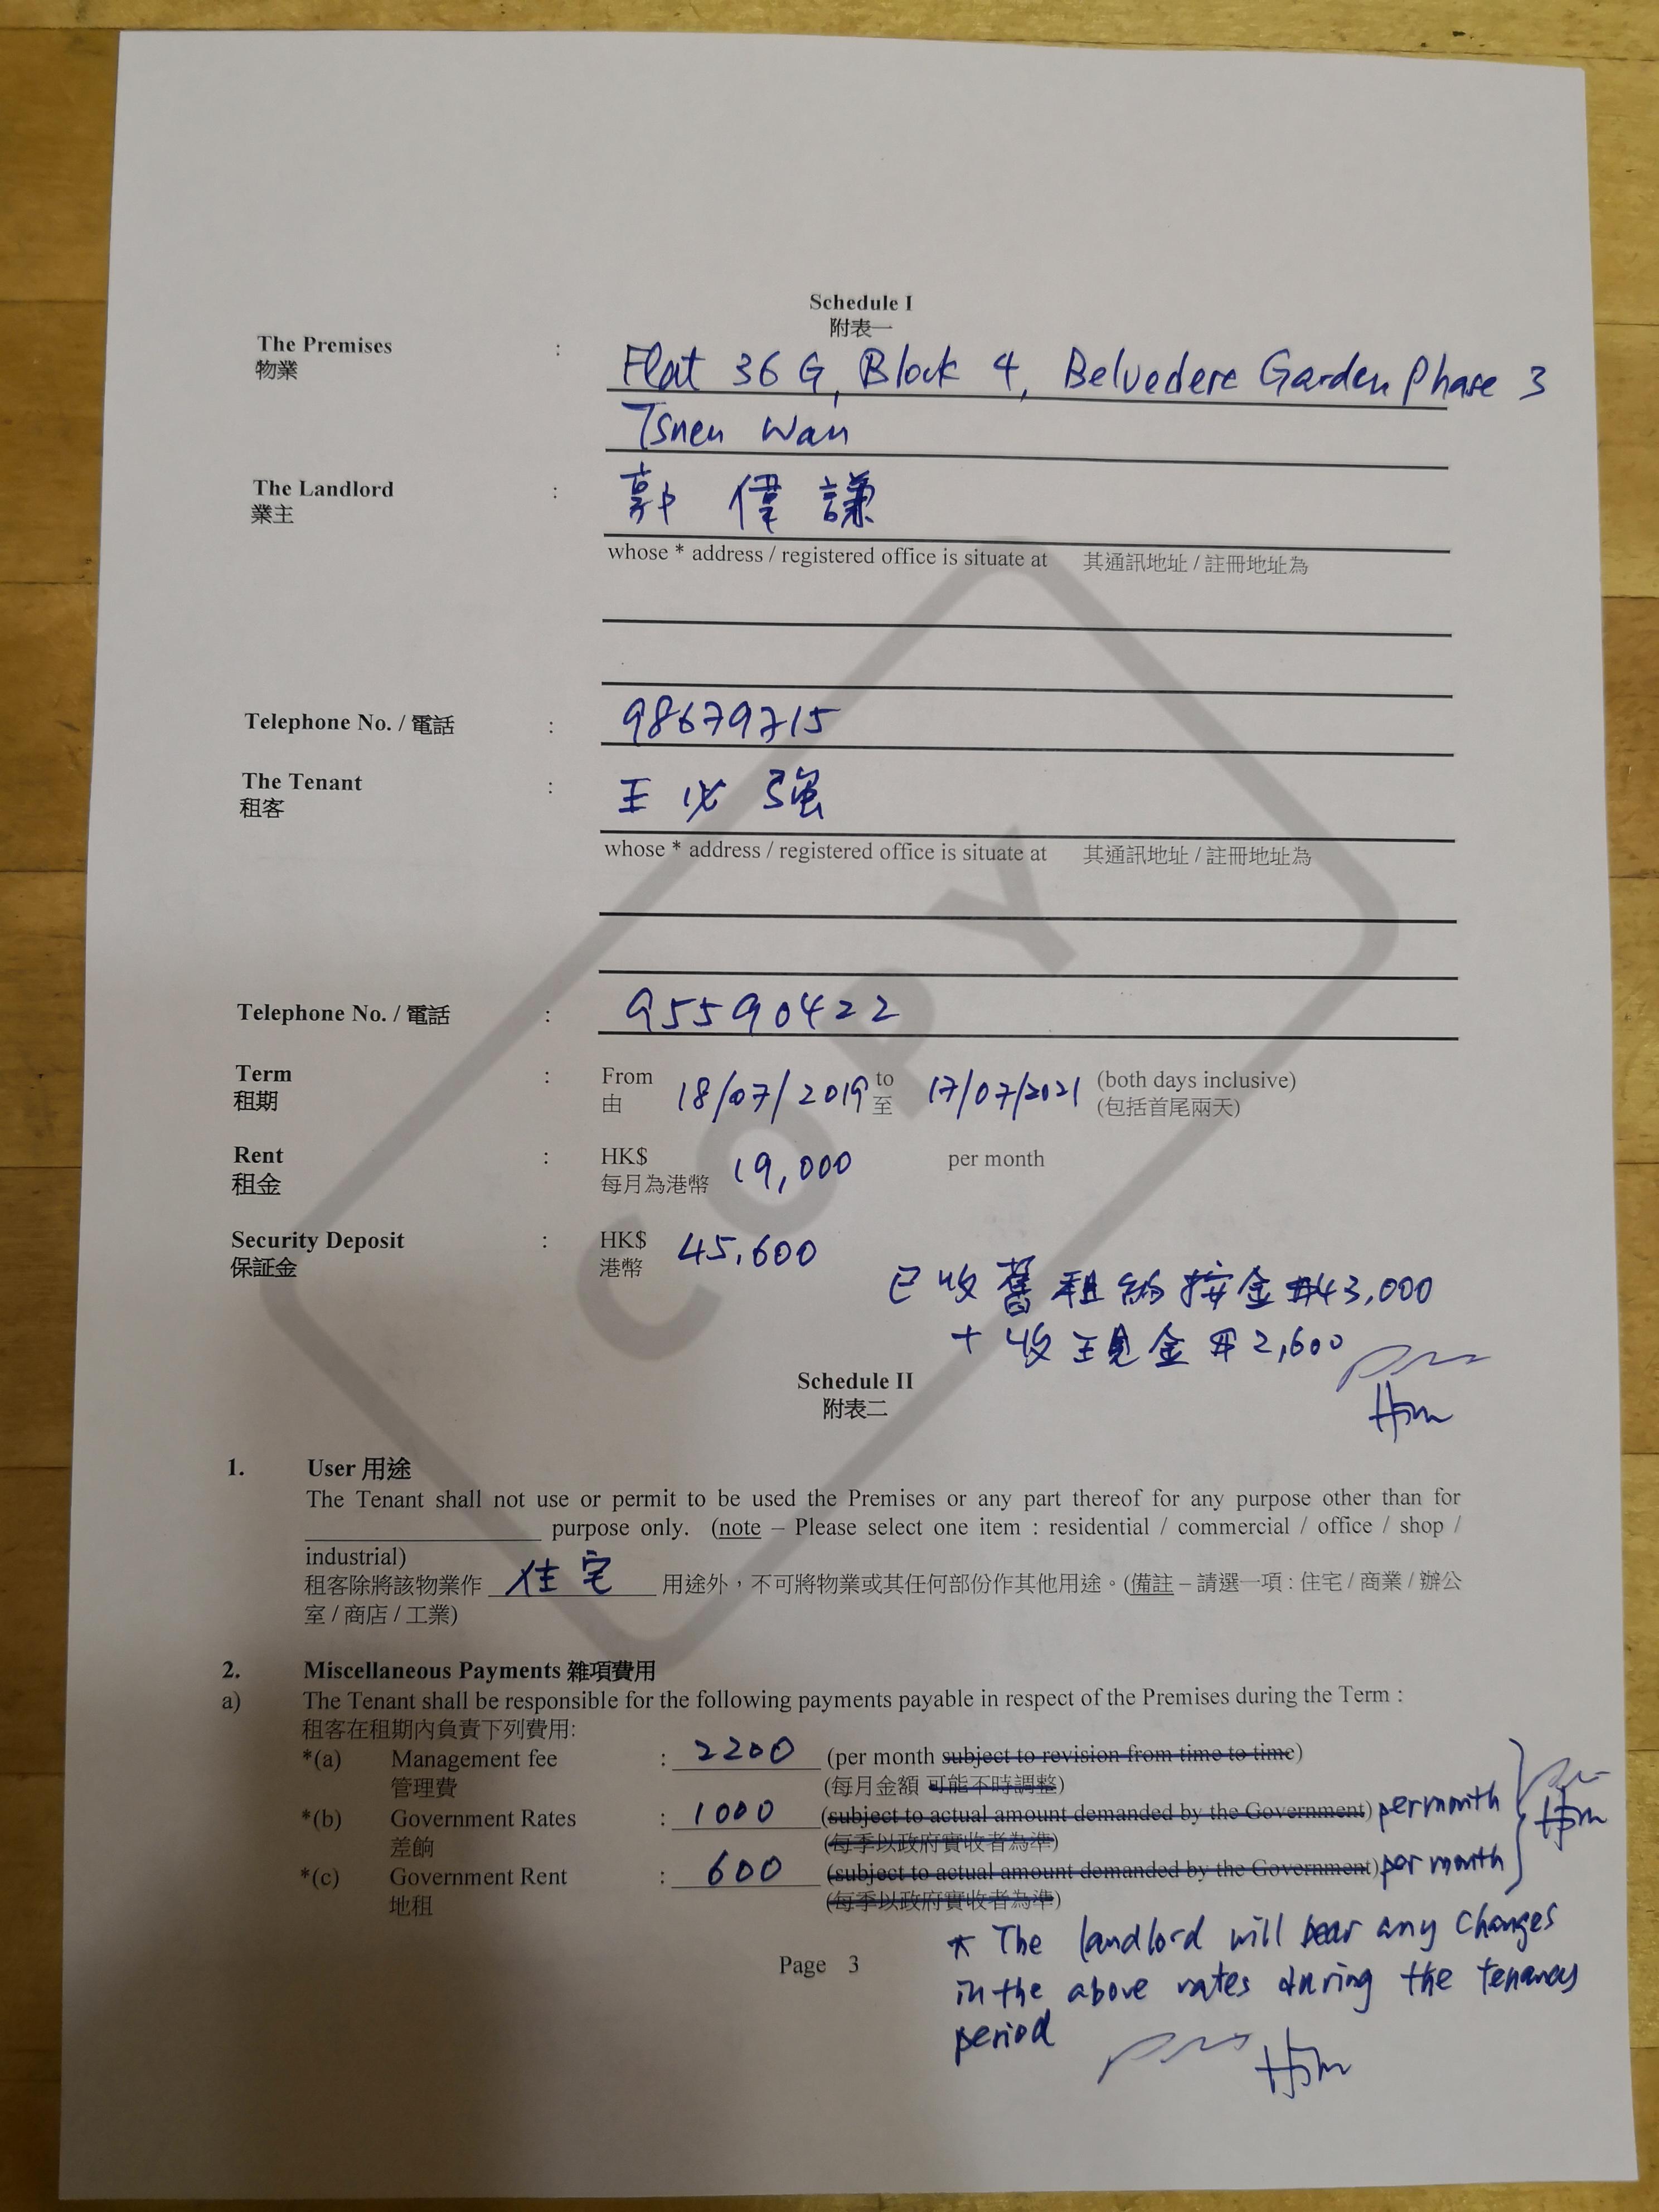 Schedule I
附表一
The Premises : Flat 36 G, Block 4, Belvedere Garden Phase 3
物業
Tsuen Wan
The Landlord : 郭 偉 謙
業主
whose * address / registered office is situate at 其通訊地址 / 註冊地址為
Telephone No. / 電話 : 98679715
The Tenant : 王 必 強
租客
whose * address / registered office is situate at 其通訊地址 / 註冊地址為
Telephone No. / 電話 : 95590422
Term : From 18/07/2019 to 17/07/2021 (both days inclusive)
租期 由 至 (包括首尾兩天)
Rent : HK$ 19,000 per month
租金 每月為港幣
Security Deposit : HK$ 45,600
保証金 港幣
已收舊租約按金 $43,000
+ 收王現金 $2,600
Schedule II
附表二
1. User 用途
The Tenant shall not use or permit to be used the Premises or any part thereof for any purpose other than for
purpose only. (note – Please select one item : residential / commercial / office / shop /
industrial)
租客除將該物業作 住宅 用途外，不可將物業或其任何部份作其他用途。(備註 – 請選一項 : 住宅 / 商業 / 辦公
室 / 商店 / 工業)
2. Miscellaneous Payments 雜項費用
a) The Tenant shall be responsible for the following payments payable in respect of the Premises during the Term :
租客在租期內負責下列費用:
*(a) Management fee : 2200 (per month subject to revision from time to time)
管理費 (每月金額 可能不時調整)
*(b) Government Rates : 1000 (subject to actual amount demanded by the Government) per month
差餉 (每季以政府實收者為準)
*(c) Government Rent : 600 (subject to actual amount demanded by the Government) per month
地租 (每季以政府實收者為準)
* The landlord will bear any changes
in the above rates during the tenancy
period
Page 3
COPY